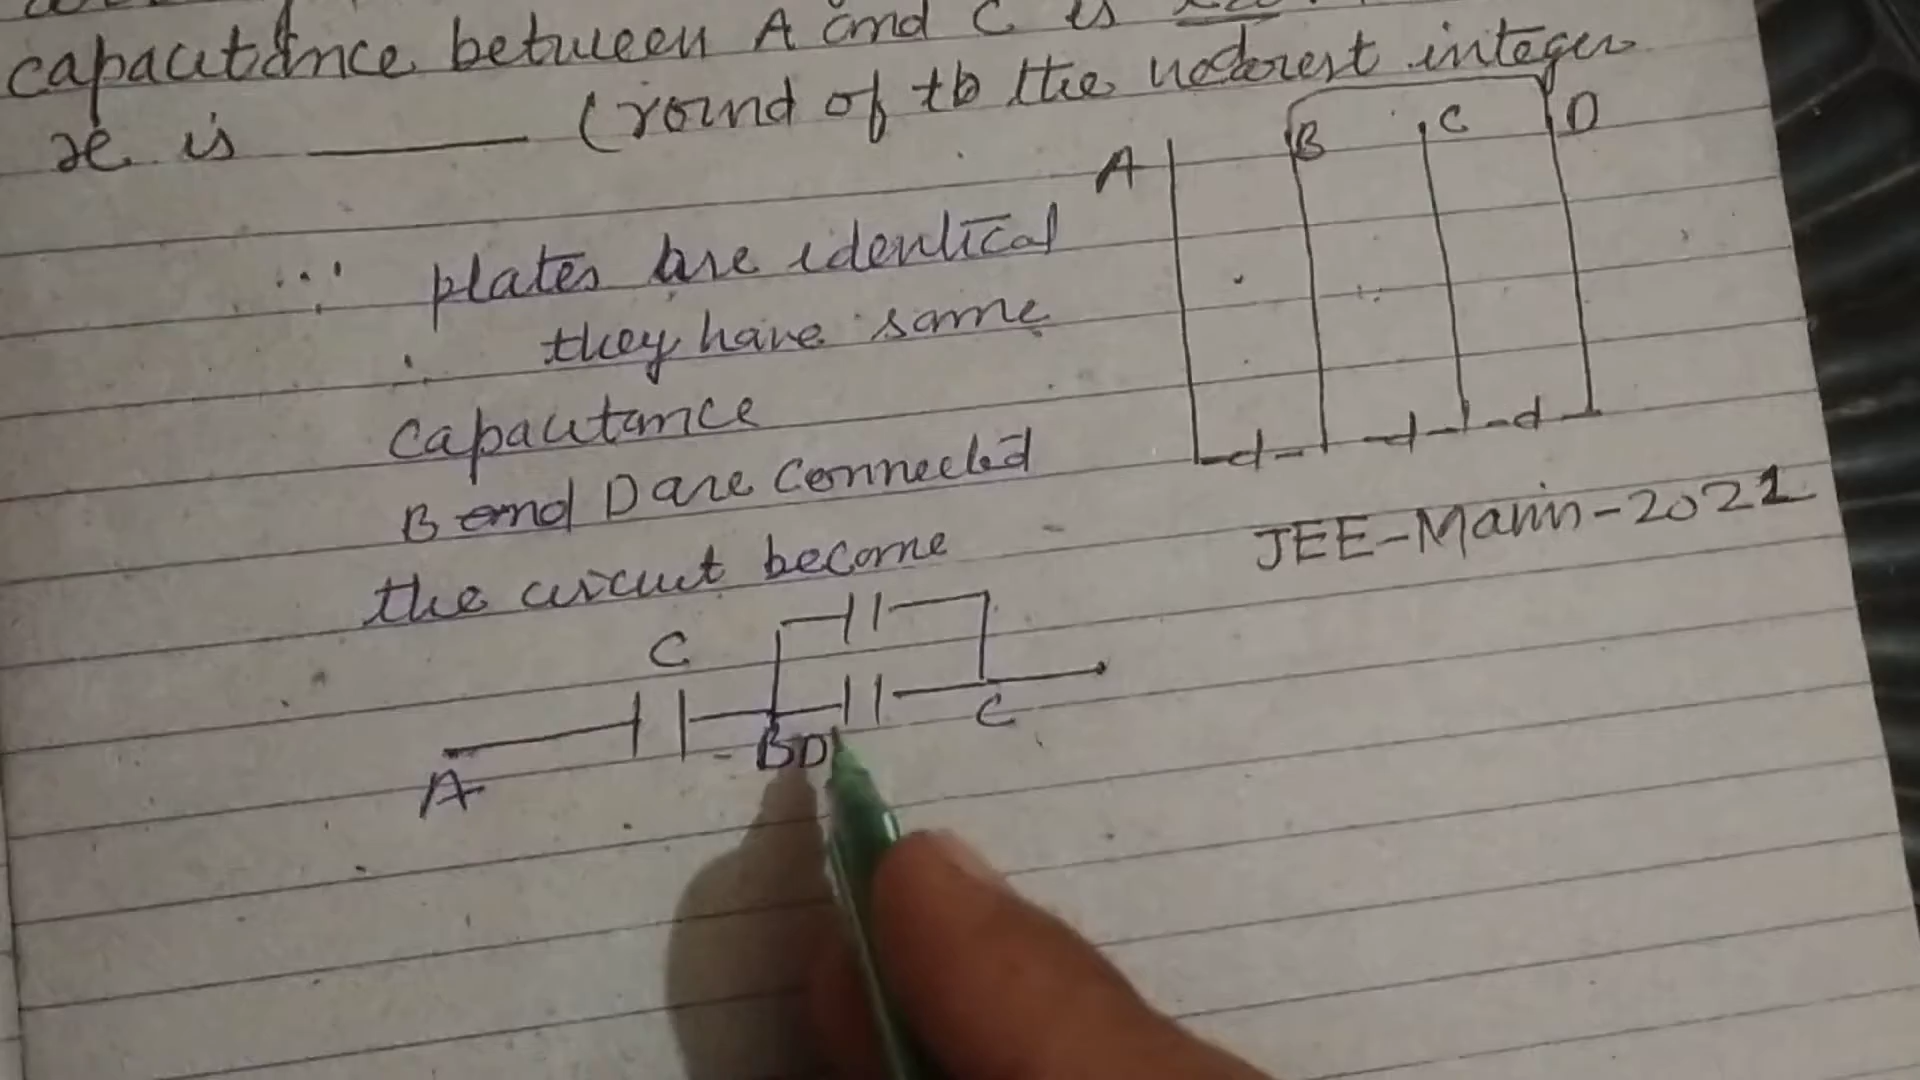 capacitance between A and C is
x is ______ (round of to the nearest integer
A B C D
∵ plates are identical
they have same
capacitance
d d d
B and D are connected
JEE-Main-2021
the circuit become
C
A BD C